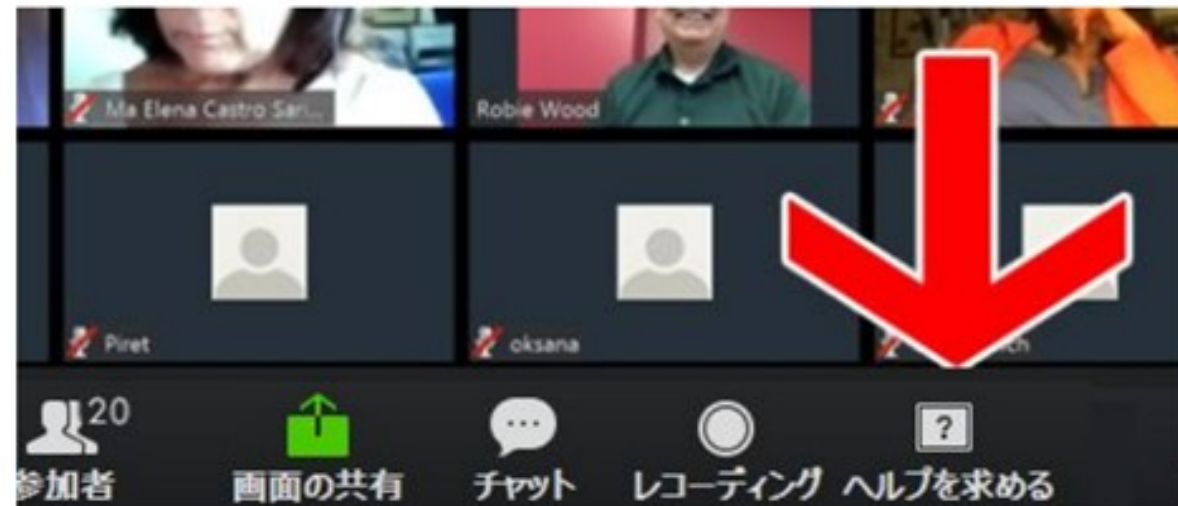 Ma Elena Castro San...
Robie Wood
Piret
oksana
20
参加者
画面の共有
チャット
レコーディング
?
ヘルプを求める